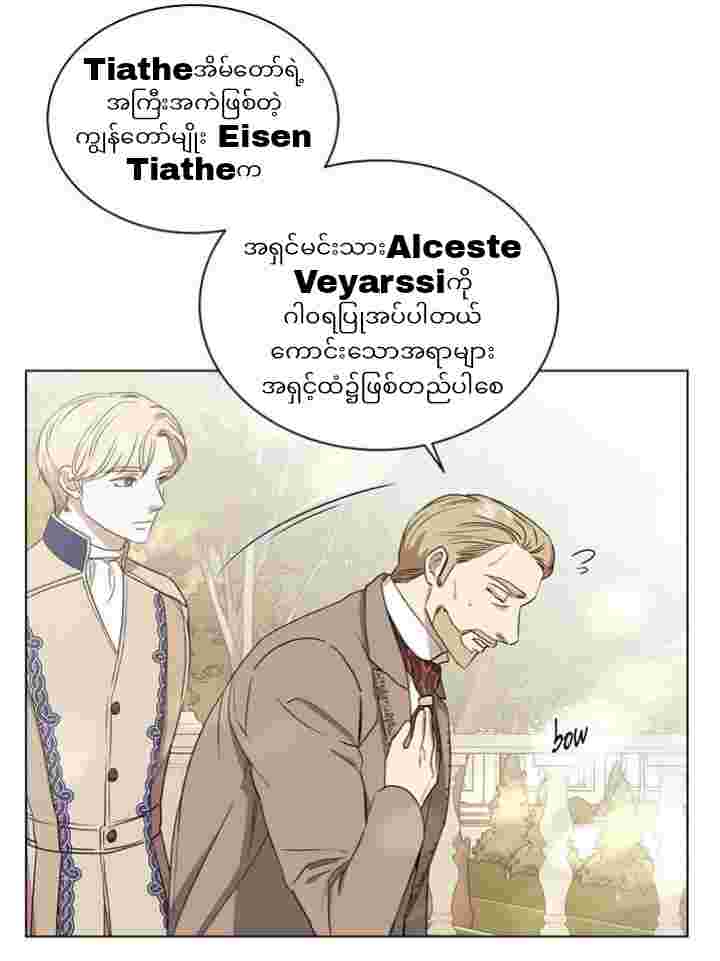 Tiatheအိမ်တော်ရဲ့
အကြီးအကဲဖြစ်တဲ့
ကျွန်တော်မျိုး Eisen
Tiatheက
အရှင်မင်းသားAlceste
Veyarssiကို
ဂါဝရပြုအပ်ပါတယ်
ကောင်းသောအရာများ
အရှင့်ထံ၌ဖြစ်တည်ပါစေ
?
bow